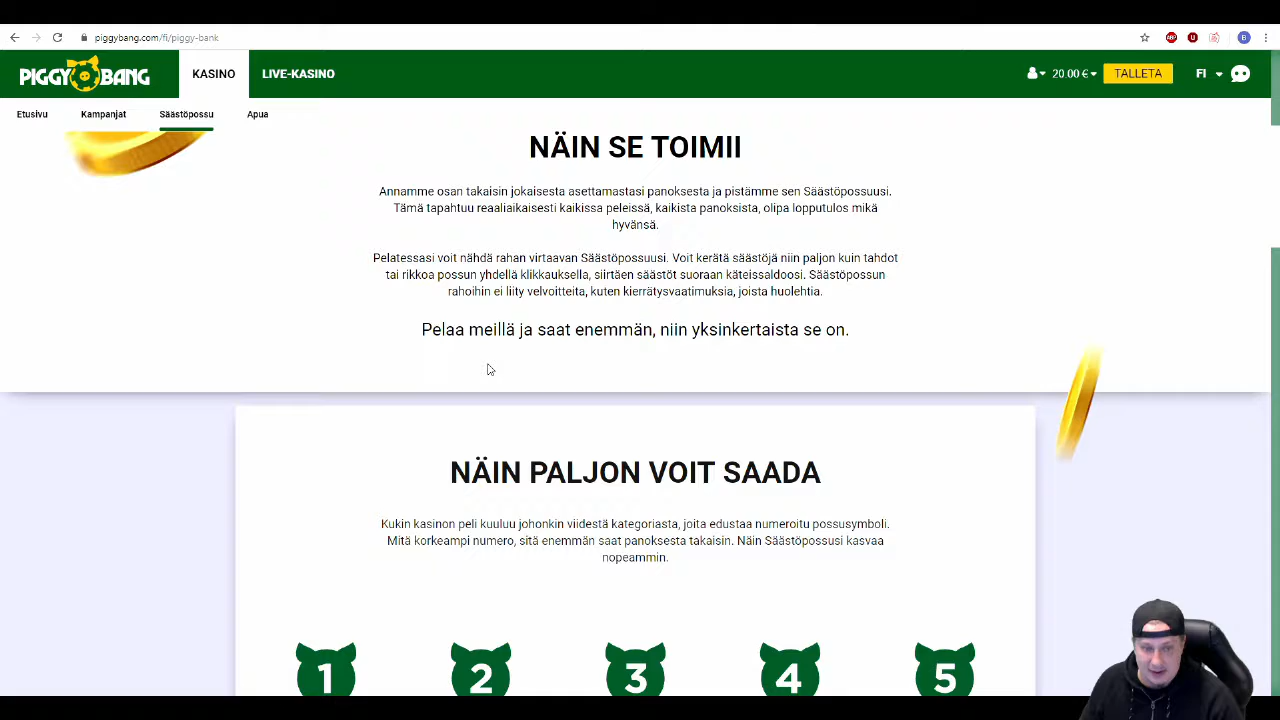 piggybang.com/fi/piggy-bank
ABP
U
B
PIGGY BANG
KASINO
LIVE-KASINO
20.00 €
TALLETA
FI
Etusivu
Kampanjat
Säästöpossu
Apua
NÄIN SE TOIMII
Annamme osan takaisin jokaisesta asettamastasi panoksesta ja pistämme sen Säästöpossuusi.
Tämä tapahtuu reaaliaikaisesti kaikissa peleissä, kaikista panoksista, olipa lopputulos mikä
hyvänsä.
Pelatessasi voit nähdä rahan virtaavan Säästöpossuusi. Voit kerätä säästöjä niin paljon kuin tahdot
tai rikkoa possun yhdellä klikkauksella, siirtäen säästöt suoraan käteissaldoosi. Säästöpossun
rahoihin ei liity velvoitteita, kuten kierrätysvaatimuksia, joista huolehtia.
Pelaa meillä ja saat enemmän, niin yksinkertaista se on.
NÄIN PALJON VOIT SAADA
Kukin kasinon peli kuuluu johonkin viidestä kategoriasta, joita edustaa numeroitu possusymboli.
Mitä korkeampi numero, sitä enemmän saat panoksesta takaisin. Näin Säästöpossusi kasvaa
nopeammin.
1 2 3 4 5